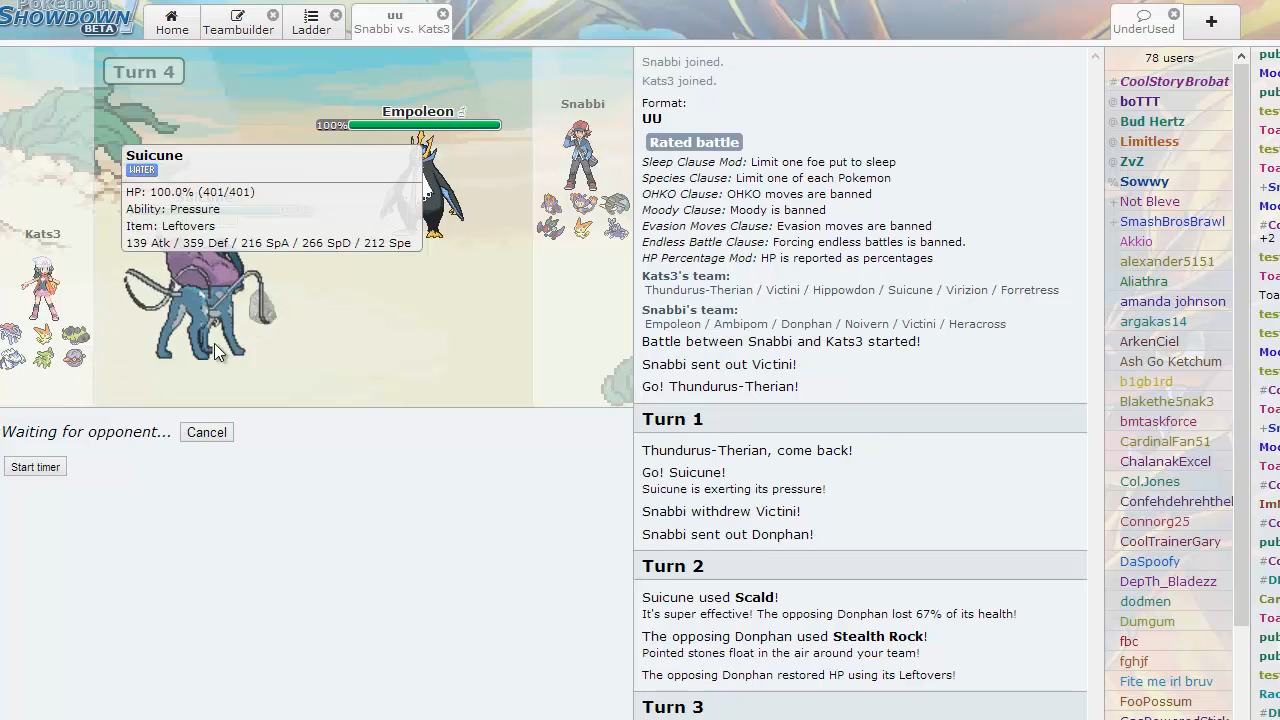 Pokémon
SHOWDOWN
BETA
Home
Teambuilder
Ladder
uu
Snabbi vs. Kats3
UnderUsed
+
Turn 4
Empoleon
100%
Snabbi
Suicune
WATER
HP: 100.0% (401/401)
Ability: Pressure
Item: Leftovers
139 Atk / 359 Def / 216 SpA / 266 SpD / 212 Spe
Kats3
Waiting for opponent...
Cancel
Start timer
Snabbi joined.
Kats3 joined.
Format:
UU
Rated battle
Sleep Clause Mod: Limit one foe put to sleep
Species Clause: Limit one of each Pokemon
OHKO Clause: OHKO moves are banned
Moody Clause: Moody is banned
Evasion Moves Clause: Evasion moves are banned
Endless Battle Clause: Forcing endless battles is banned.
HP Percentage Mod: HP is reported as percentages
Kats3's team:
Thundurus-Therian / Victini / Hippowdon / Suicune / Virizion / Forretress
Snabbi's team:
Empoleon / Ambipom / Donphan / Noivern / Victini / Heracross
Battle between Snabbi and Kats3 started!
Snabbi sent out Victini!
Go! Thundurus-Therian!
Turn 1
Thundurus-Therian, come back!
Go! Suicune!
Suicune is exerting its pressure!
Snabbi withdrew Victini!
Snabbi sent out Donphan!
Turn 2
Suicune used Scald!
It's super effective! The opposing Donphan lost 67% of its health!
The opposing Donphan used Stealth Rock!
Pointed stones float in the air around your team!
The opposing Donphan restored HP using its Leftovers!
Turn 3
78 users
# CoolStoryBrobat
@ boTTT
@ Bud Hertz
@ Limitless
@ ZvZ
% Sowwy
+ Not Bleve
+ SmashBrosBrawl
Akkio
alexander5151
Aliathra
amanda johnson
argakas14
ArkenCiel
Ash Go Ketchum
b1gb1rd
Blakethe5nak3
bmtaskforce
CardinalFan51
ChalanakExcel
Col.Jones
Confehdehrehthel
Connorg25
CoolTrainerGary
DaSpoofy
DepTh_Bladezz
dodmen
Dumgum
fbc
fghjf
Fite me irl bruv
FooPossum